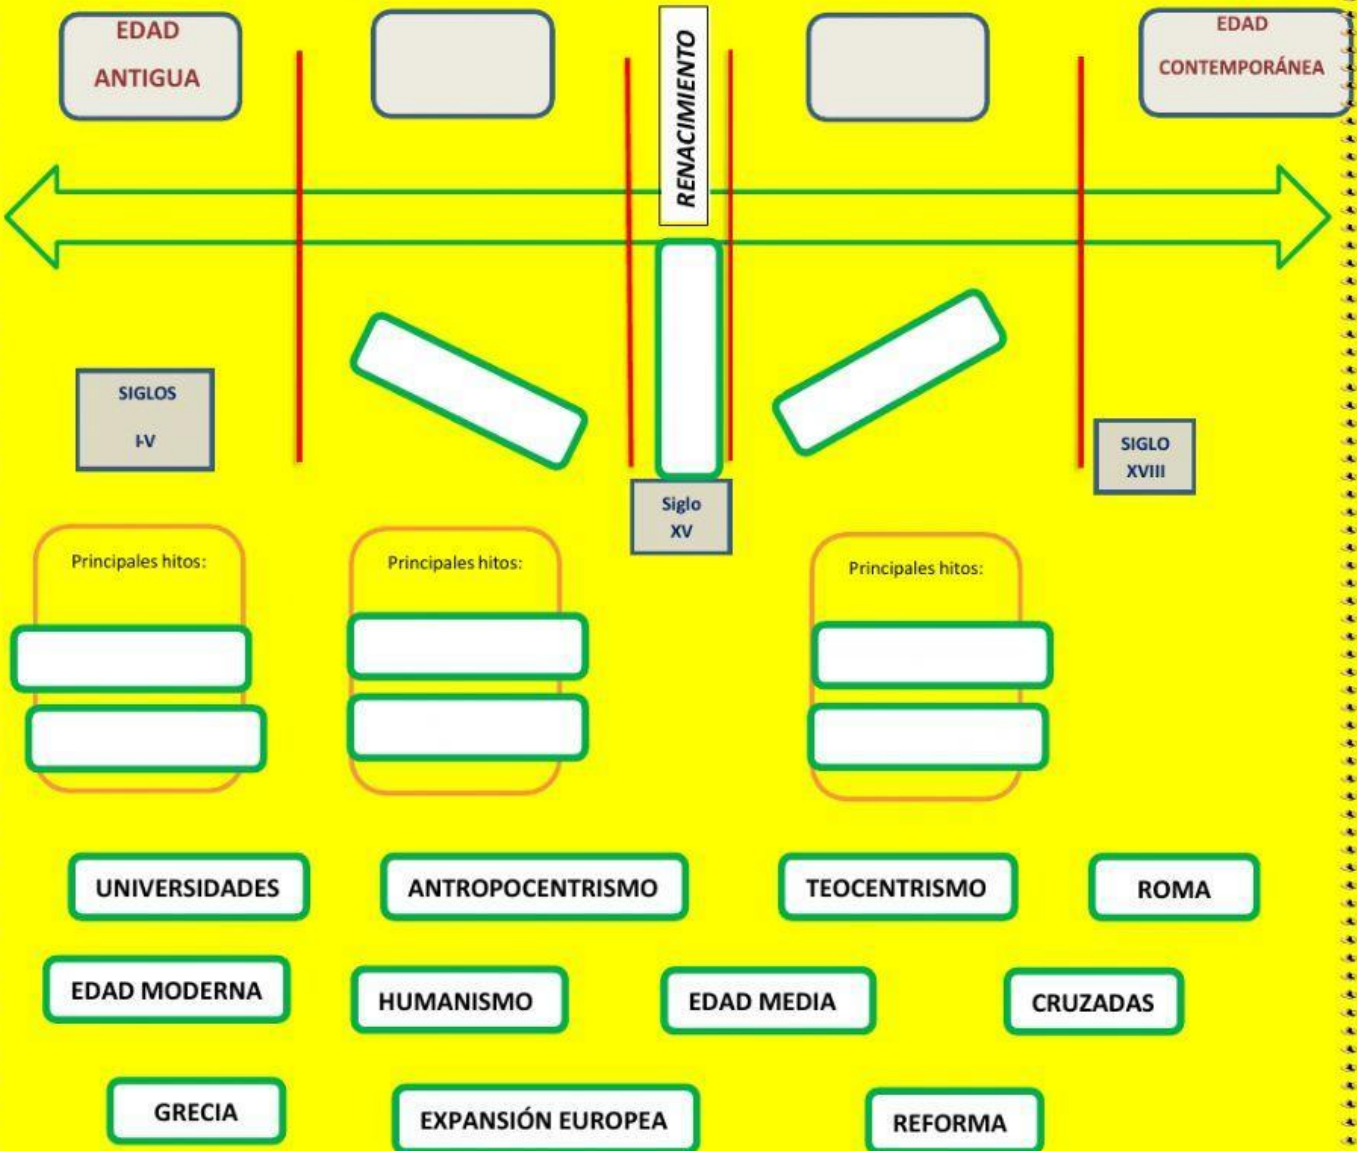 EDAD
ANTIGUA
RENACIMIENTO
EDAD
CONTEMPORÁNEA
SIGLOS
I-V
Siglo
XV
SIGLO
XVIII
Principales hitos:
Principales hitos:
Principales hitos:
UNIVERSIDADES
ANTROPOCENTRISMO
TEOCENTRISMO
ROMA
EDAD MODERNA
HUMANISMO
EDAD MEDIA
CRUZADAS
GRECIA
EXPANSIÓN EUROPEA
REFORMA